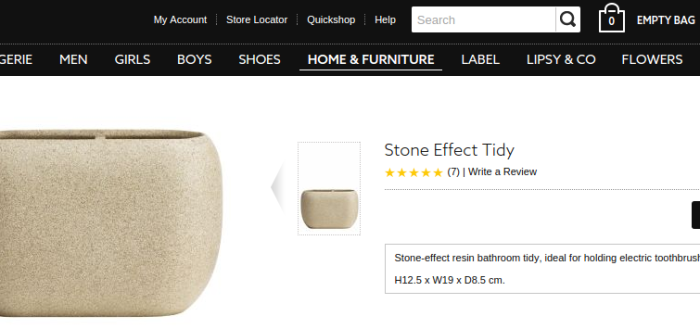 My Account Store Locator Quickshop Help Search 0 EMPTY BAG
MEN GIRLS BOYS SHOES HOME & FURNITURE LABEL LIPSY & CO FLOWERS
Stone Effect Tidy
(7) | Write a Review
Stone-effect resin bathroom tidy, ideal for holding electric
H12.5 x W19 x D8.5 cm.